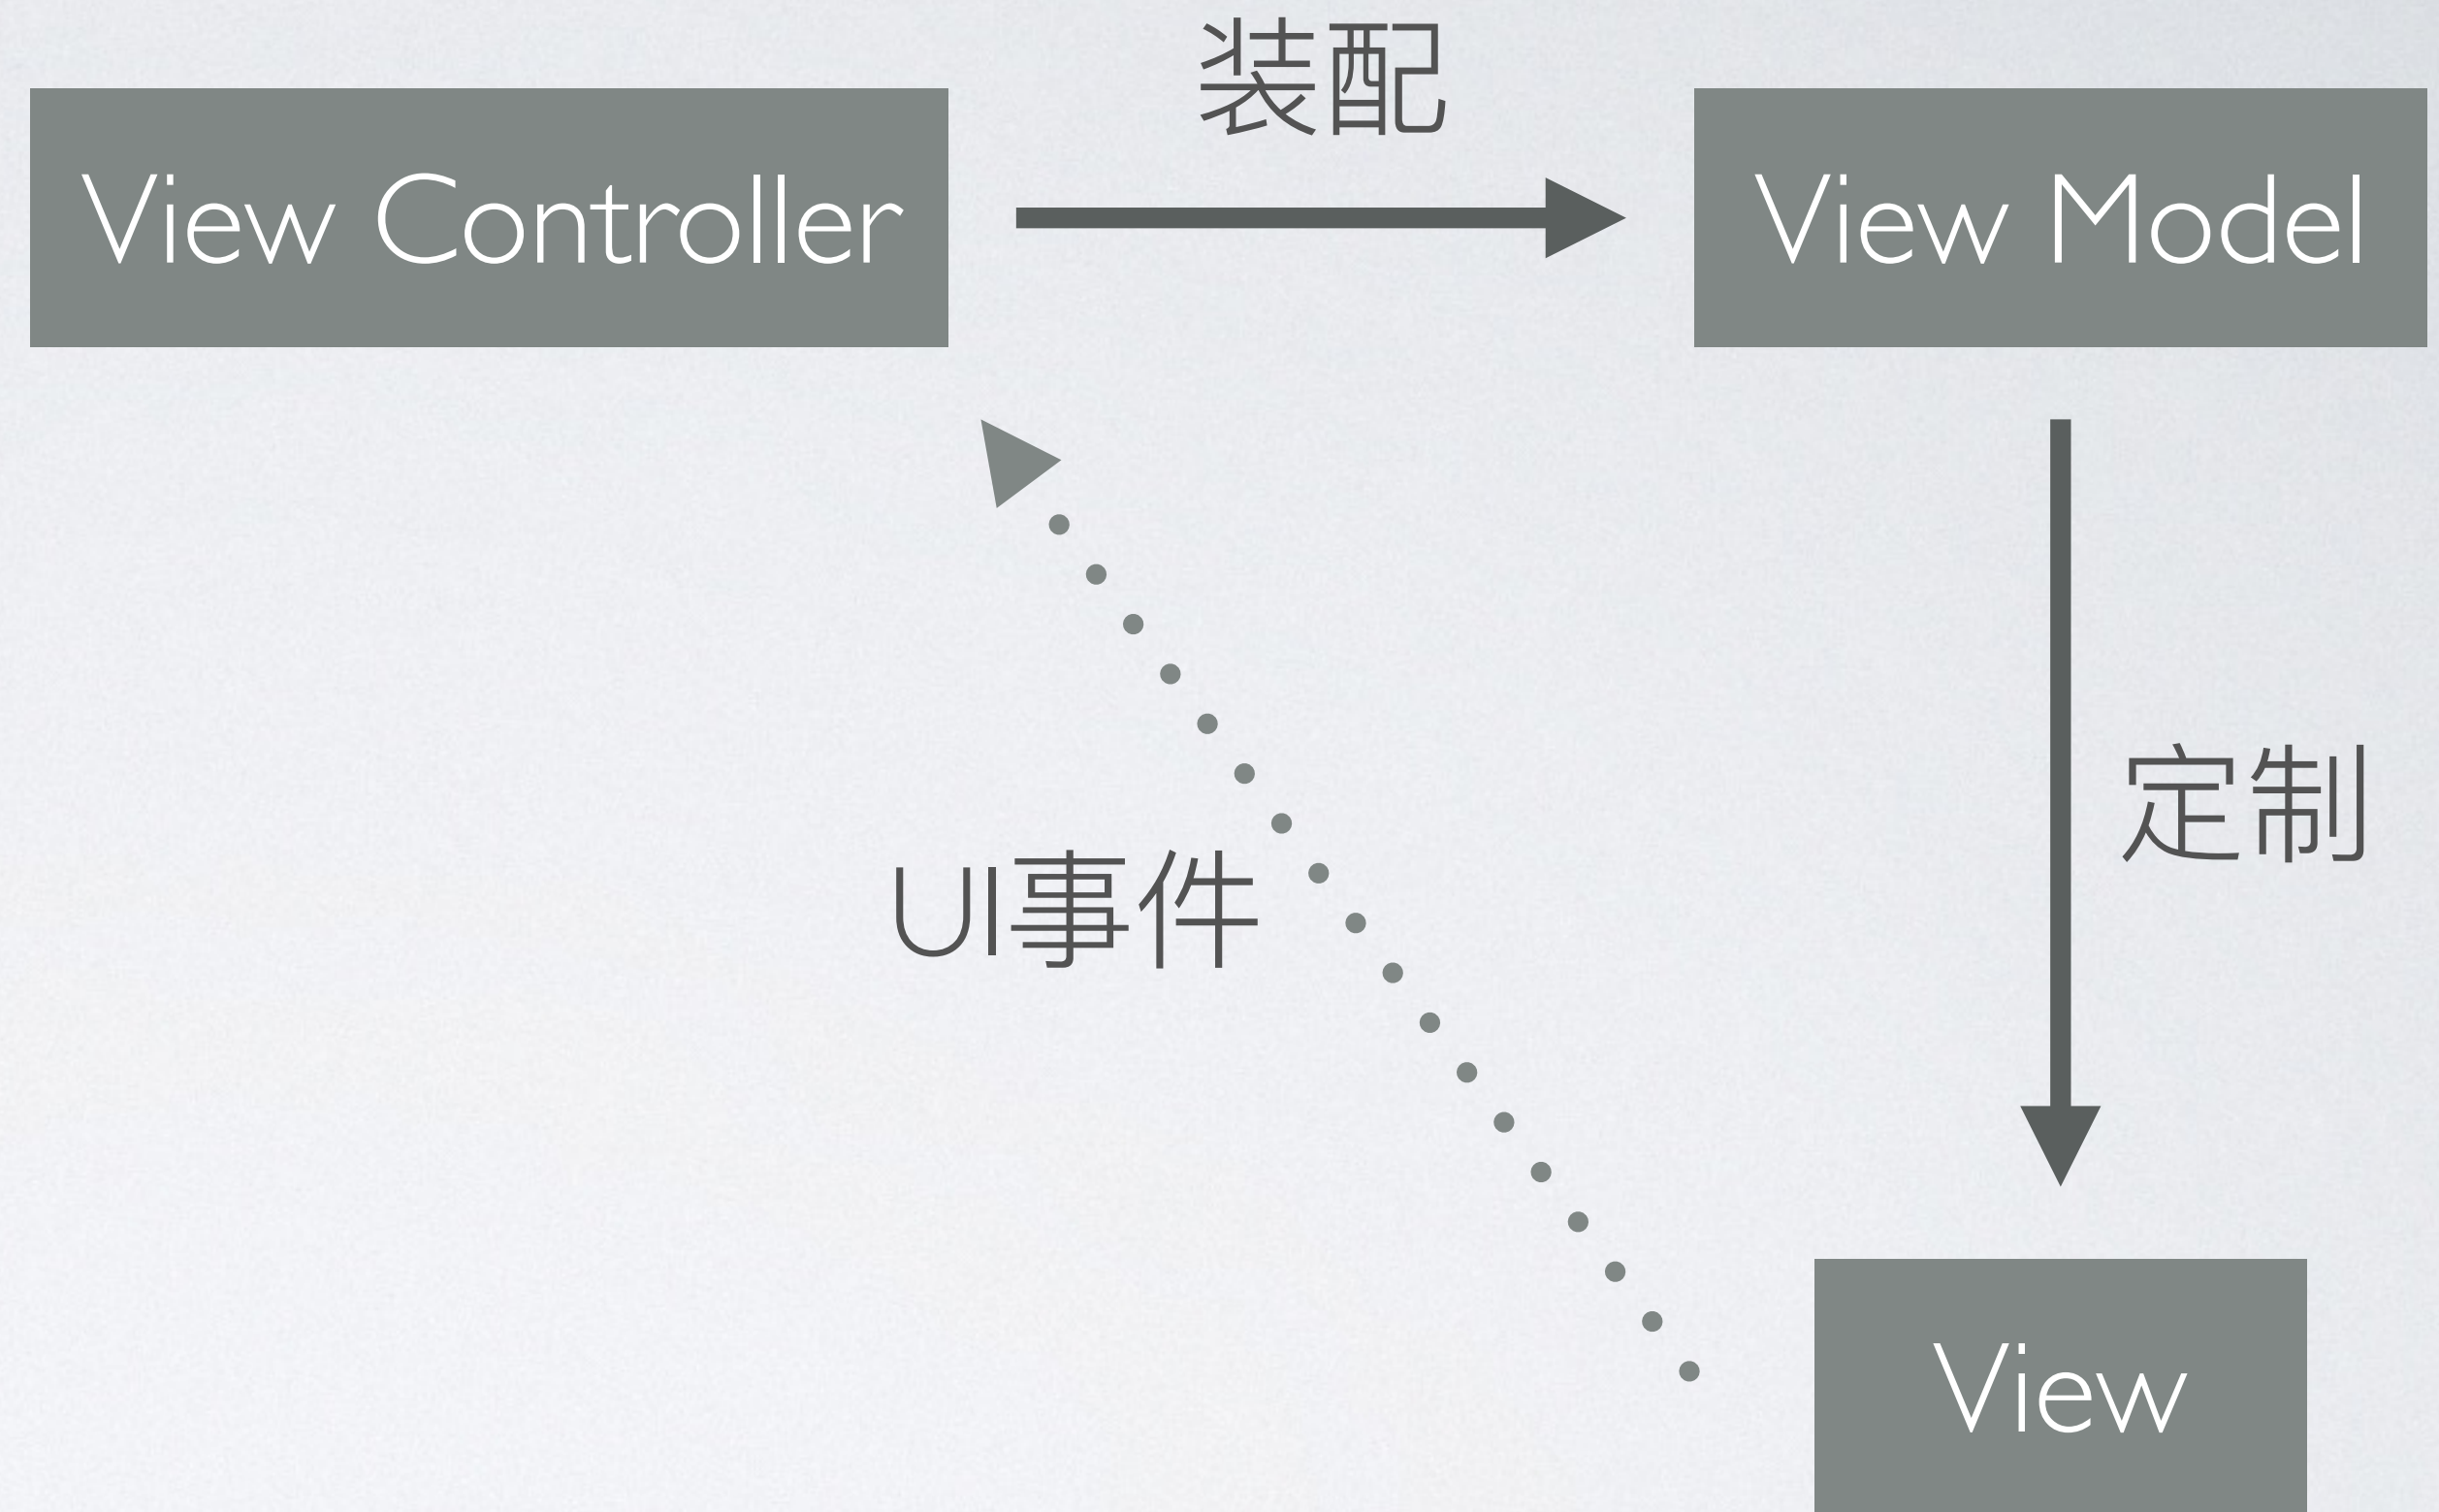 装配
View Controller
View Model
定制
UI事件
View